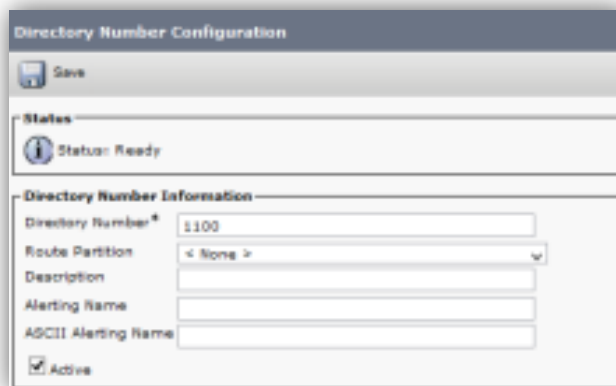 Directory Number Configuration
Save
Status
Status: Ready
Directory Number Information
Directory Number* 1100
Route Partition < None >
Description
Alerting Name
ASCII Alerting Name
Active